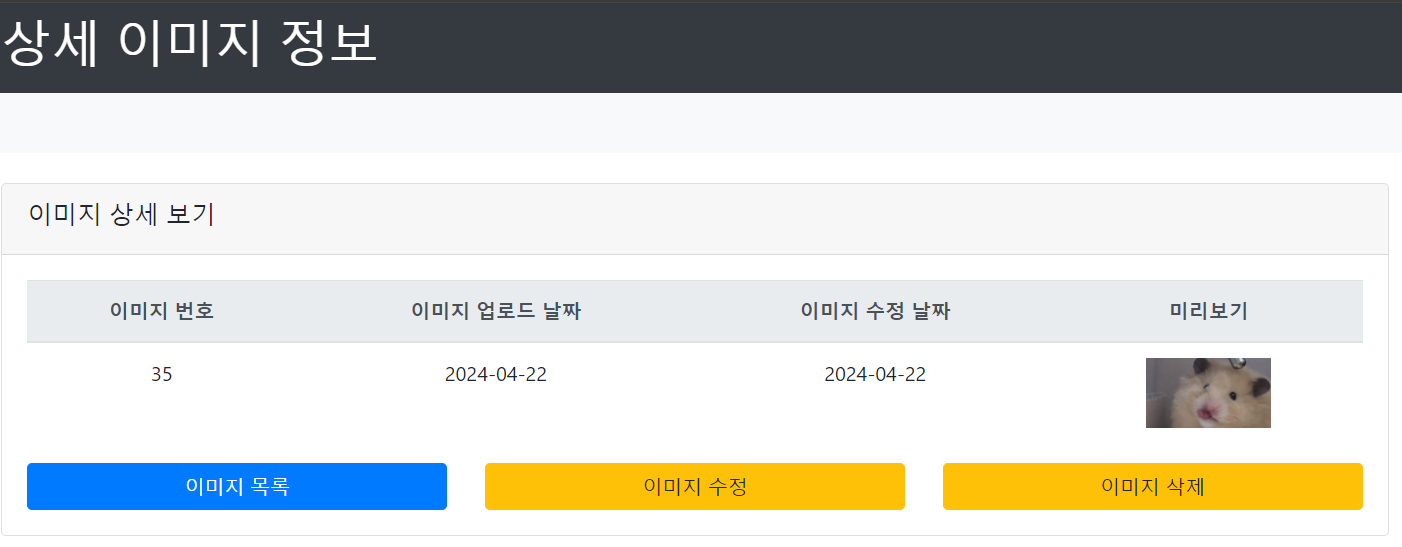 상세 이미지 정보
이미지 상세 보기
이미지 번호 이미지 업로드 날짜 이미지 수정 날짜 미리보기
35 2024-04-22 2024-04-22
이미지 목록 이미지 수정 이미지 삭제